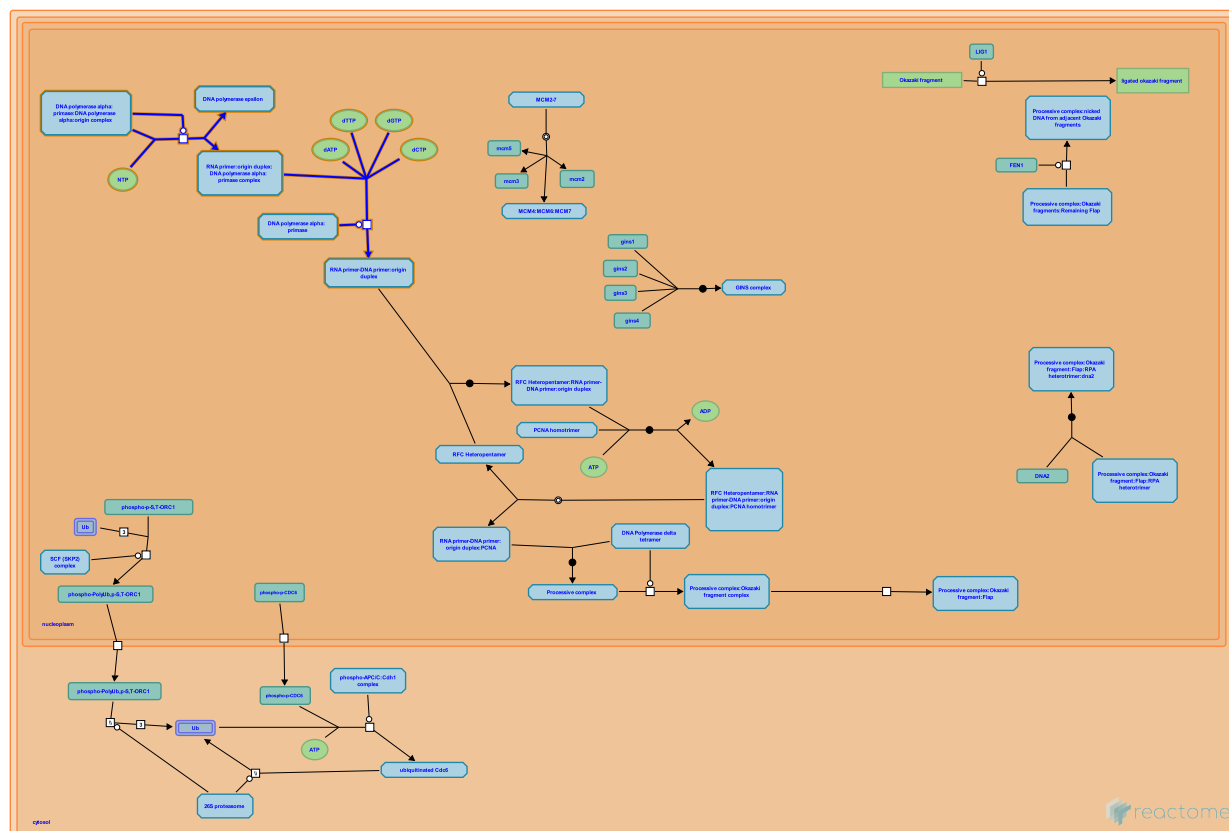 LIG1
Okazaki fragment
ligated okazaki fragment
DNA polymerase alpha:
primase:DNA polymerase
alpha:origin complex
DNA polymerase epsilon
dTTP
dGTP
dATP
dCTP
NTP
RNA primer:origin duplex:
DNA polymerase alpha:
primase complex
DNA polymerase alpha:
primase
RNA primer-DNA primer:origin
duplex
MCM2-7
mcm5
mcm3
mcm2
MCM4:MCM6:MCM7
Processive complex:nicked
DNA from adjacent Okazaki
fragments
FEN1
Processive complex:Okazaki
fragments:Remaining Flap
gins1
gins2
gins3
gins4
GINS complex
RFC Heteropentamer:RNA primer-
DNA primer:origin duplex
PCNA homotrimer
ADP
ATP
RFC Heteropentamer
RFC Heteropentamer:RNA
primer-DNA primer:origin
duplex:PCNA homotrimer
RNA primer-DNA primer:
origin duplex:PCNA
DNA Polymerase delta
tetramer
Processive complex
Processive complex:Okazaki
fragment complex
Processive complex:Okazaki
fragment:Flap
Processive complex:Okazaki
fragment:Flap:RPA
heterotrimer:dna2
DNA2
Processive complex:Okazaki
fragment:Flap:RPA
heterotrimer
phospho-p-S,T-ORC1
Ub
3
SCF (SKP2)
complex
phospho-PolyUb,p-S,T-ORC1
phospho-p-CDC6
nucleoplasm
phospho-PolyUb,p-S,T-ORC1
3
Ub
phospho-p-CDC6
phospho-APC/C:Cdh1
complex
ATP
ubiquitinated Cdc6
26S proteasome
cytosol
reactome